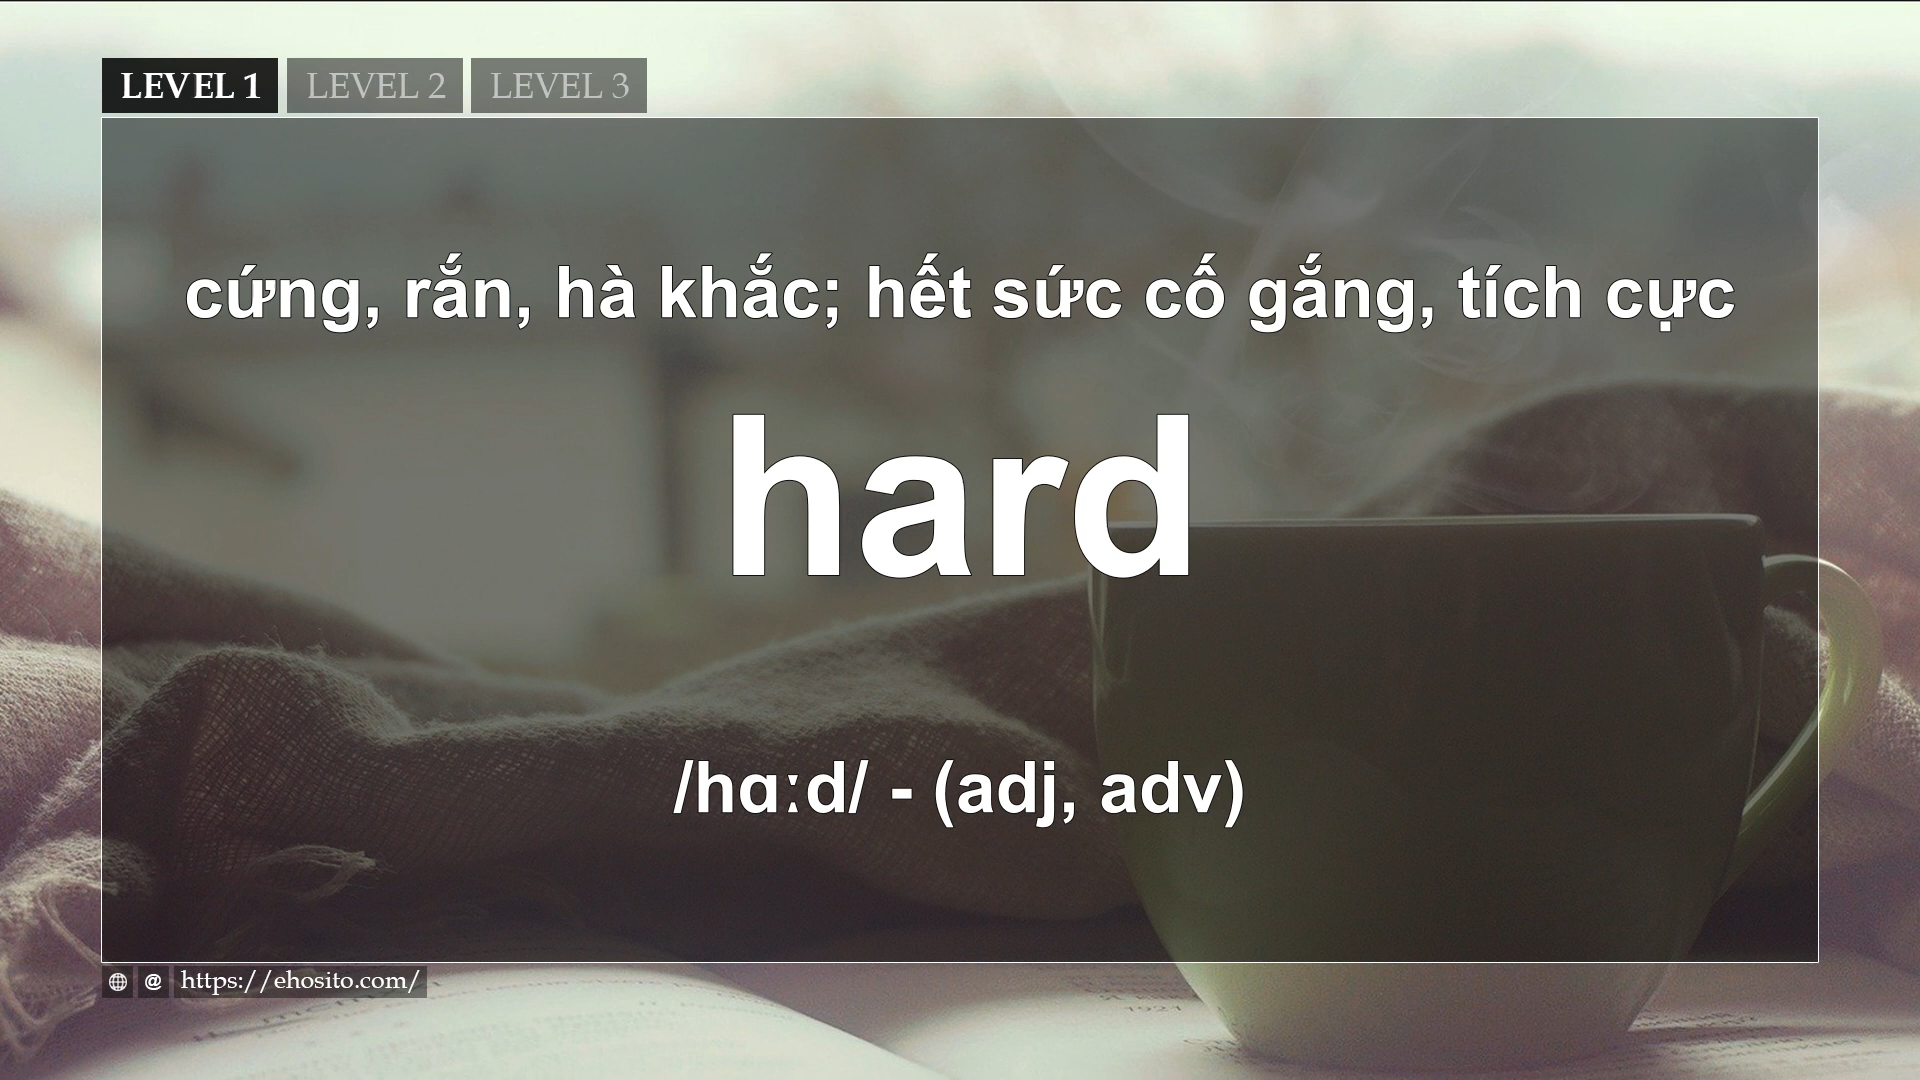 LEVEL 1 LEVEL 2 LEVEL 3
cứng, rắn, hà khắc; hết sức cố gắng, tích cực
hard
/hɑːd/ - (adj, adv)
@ https://ehosito.com/
1921